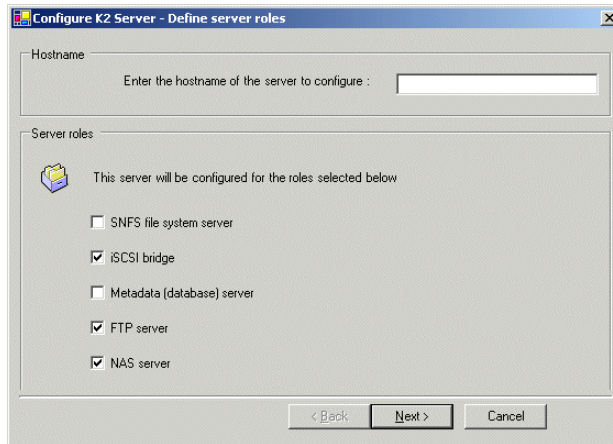 Configure K2 Server - Define server roles
Hostname
Enter the hostname of the server to configure :
Server roles
This server will be configured for the roles selected below
SNFS file system server
iSCSI bridge
Metadata (database) server
FTP server
NAS server
< Back Next > Cancel